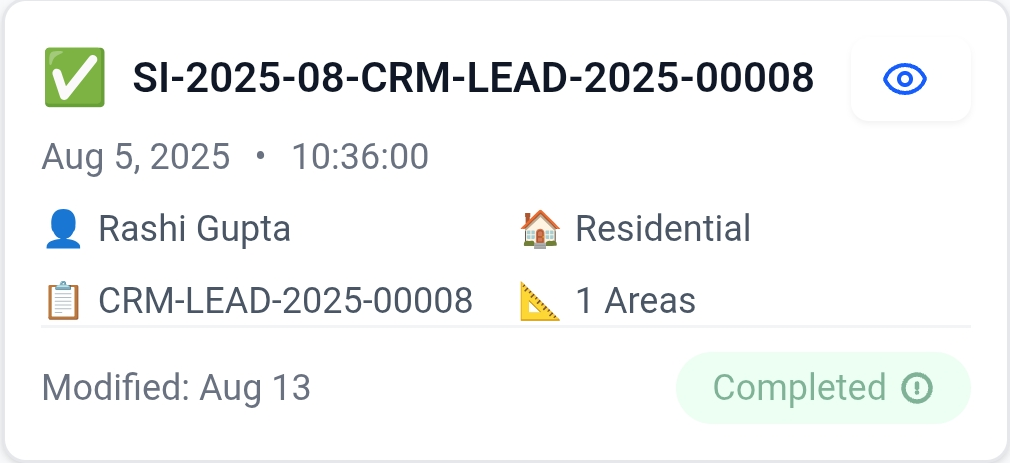 ✅ SI-2025-08-CRM-LEAD-2025-00008
Aug 5, 2025 • 10:36:00
👤 Rashi Gupta 🏠 Residential
📋 CRM-LEAD-2025-00008 📐 1 Areas
Modified: Aug 13 Completed